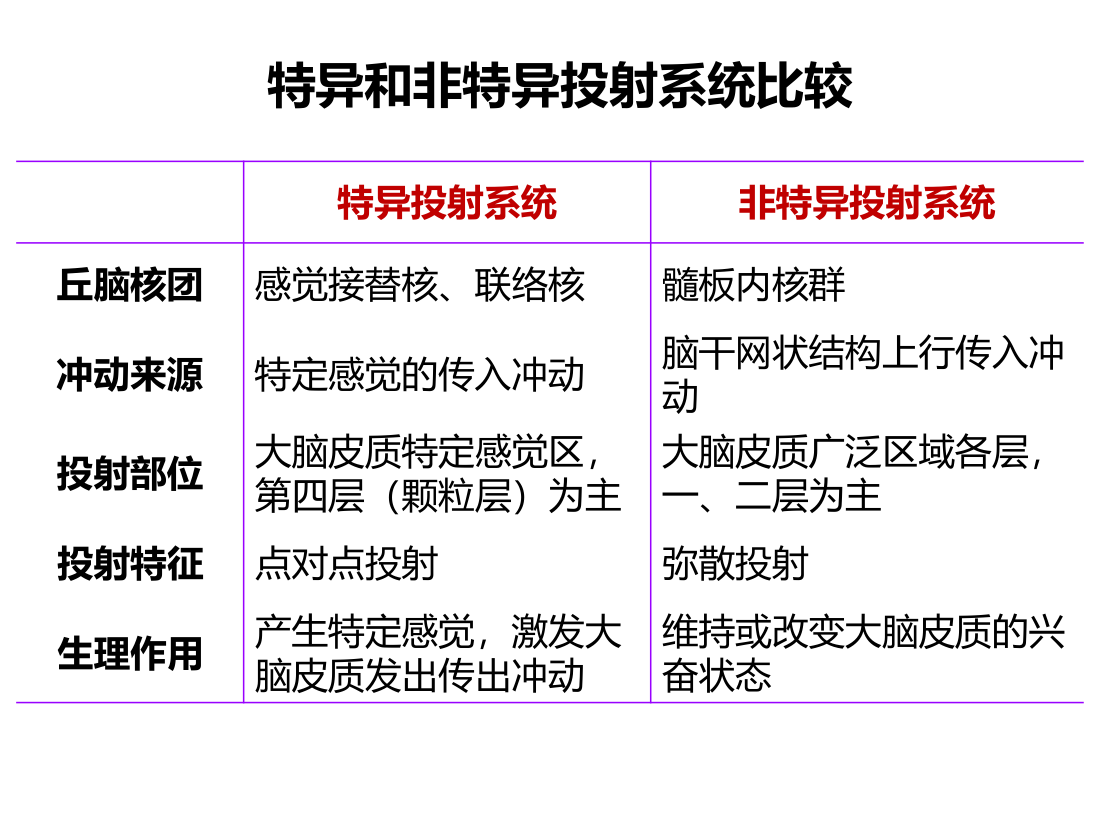 特异和非特异投射系统比较
特异投射系统
非特异投射系统
丘脑核团
感觉接替核、联络核
髓板内核群
冲动来源
特定感觉的传入冲动
脑干网状结构上行传入冲
动
投射部位
大脑皮质特定感觉区，
第四层（颗粒层）为主
大脑皮质广泛区域各层，
一、二层为主
投射特征
点对点投射
弥散投射
生理作用
产生特定感觉，激发大
脑皮质发出传出冲动
维持或改变大脑皮质的兴
奋状态